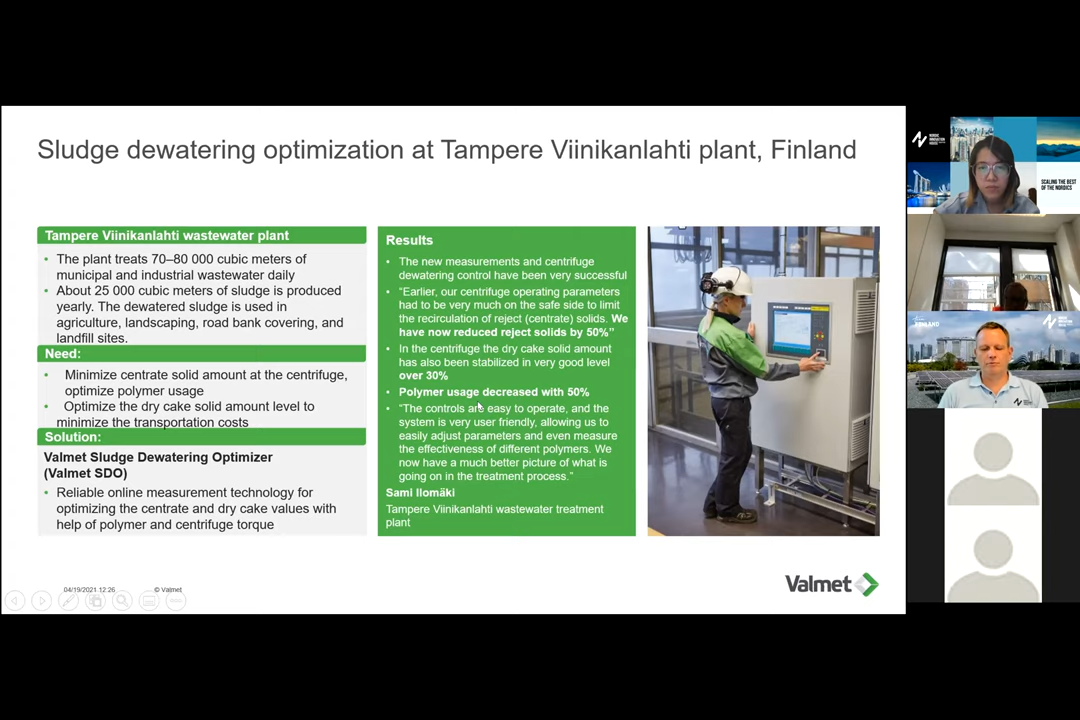 Sludge dewatering optimization at Tampere Viinikanlahti plant, Finland
Tampere Viinikanlahti wastewater plant
• The plant treats 70–80 000 cubic meters of
municipal and industrial wastewater daily
• About 25 000 cubic meters of sludge is produced
yearly. The dewatered sludge is used in
agriculture, landscaping, road bank covering, and
landfill sites.
Need:
• Minimize centrate solid amount at the centrifuge,
optimize polymer usage
• Optimize the dry cake solid amount level to
minimize the transportation costs
Solution:
Valmet Sludge Dewatering Optimizer
(Valmet SDO)
• Reliable online measurement technology for
optimizing the centrate and dry cake values with
help of polymer and centrifuge torque
Results
• The new measurements and centrifuge
dewatering control have been very successful
• "Earlier, our centrifuge operating parameters
had to be very much on the safe side to limit
the recirculation of reject (centrate) solids. We
have now reduced reject solids by 50%"
• In the centrifuge the dry cake solid amount
has also been stabilized in very good level
over 30%
• Polymer usage decreased with 50%
• "The controls are easy to operate, and the
system is very user friendly, allowing us to
easily adjust parameters and even measure
the effectiveness of different polymers. We
now have a much better picture of what is
going on in the treatment process."
Sami Ilomäki
Tampere Viinikanlahti wastewater treatment
plant
04/19/2021 12:26
© Valmet
Valmet
NORDIC
INNOVATION
HOUSE
SCALING THE BEST
OF THE NORDICS
FINLAND